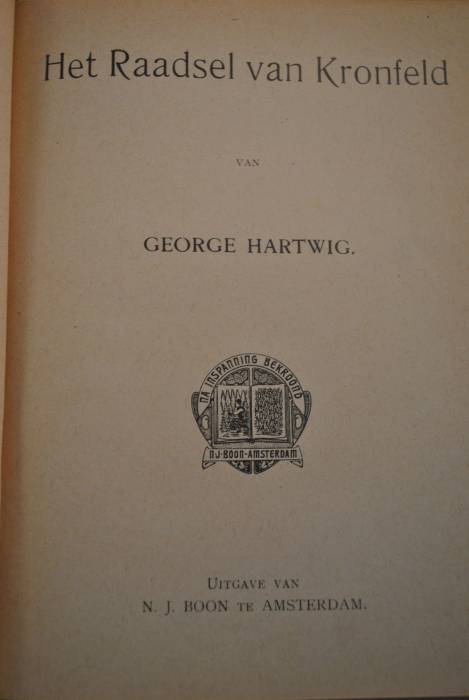 Het Raadsel van Kronfeld
VAN
GEORGE HARTWIG.
NA INSPANNING BEKROOND
N·J·BOON-AMSTERDAM
UITGAVE VAN
N. J. BOON TE AMSTERDAM.